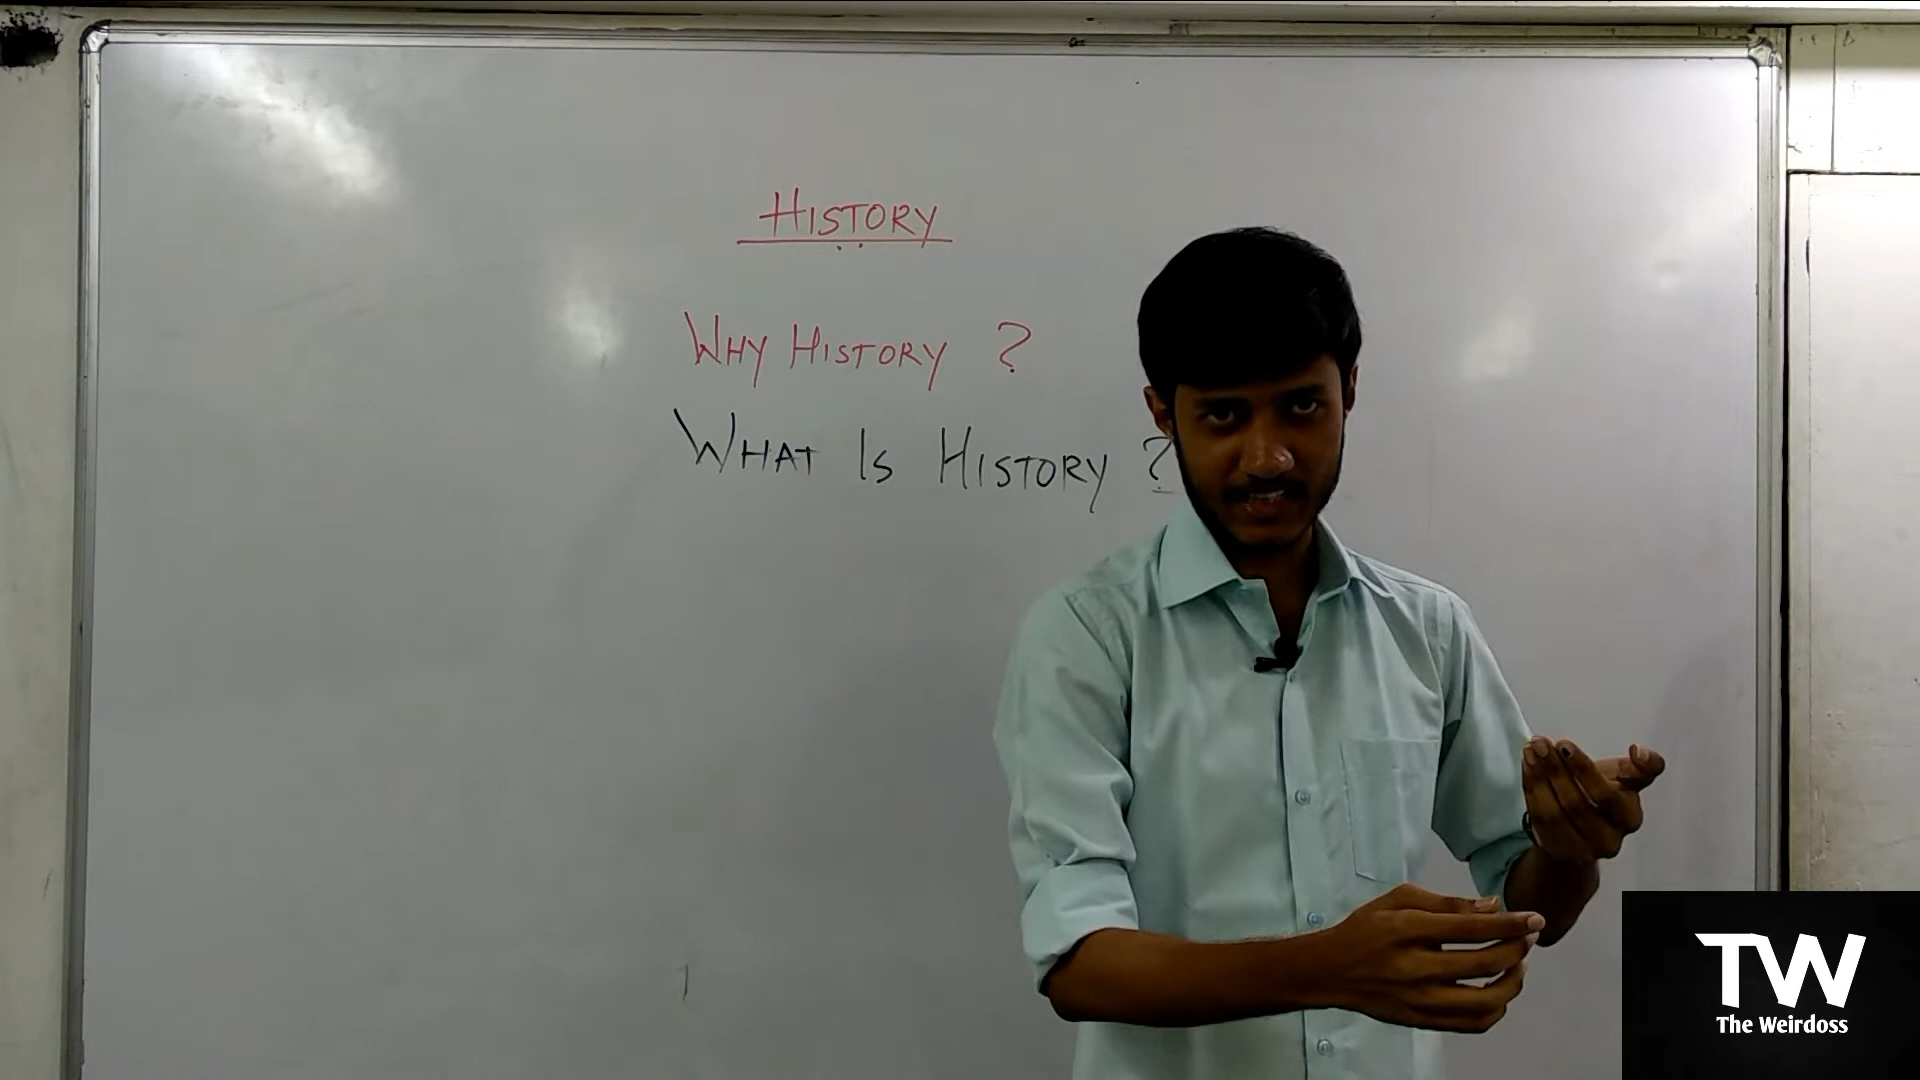 HISTORY
WHY HISTORY ?
WHAT IS HISTORY ?
TW
The Weirdoss